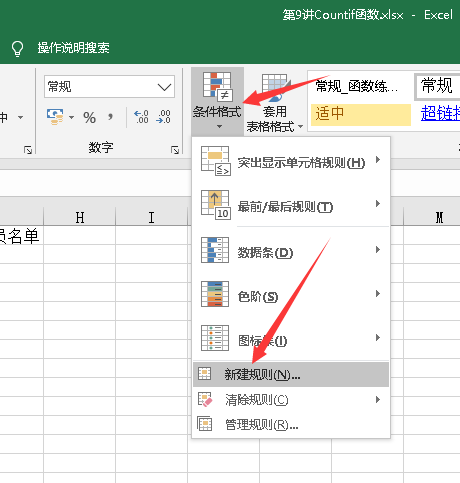 第9讲Countif函数.xlsx - Excel
操作说明搜索
常规
中
% ,
←.0 .00
.00 →.0
数字
条件格式
套用
表格格式
常规_函数练...
常规
适中
超链
突出显示单元格规则(H)
最前/最后规则(T)
10
数据条(D)
色阶(S)
图标集(I)
新建规则(N)...
清除规则(C)
管理规则(R)...
H I M
员名单